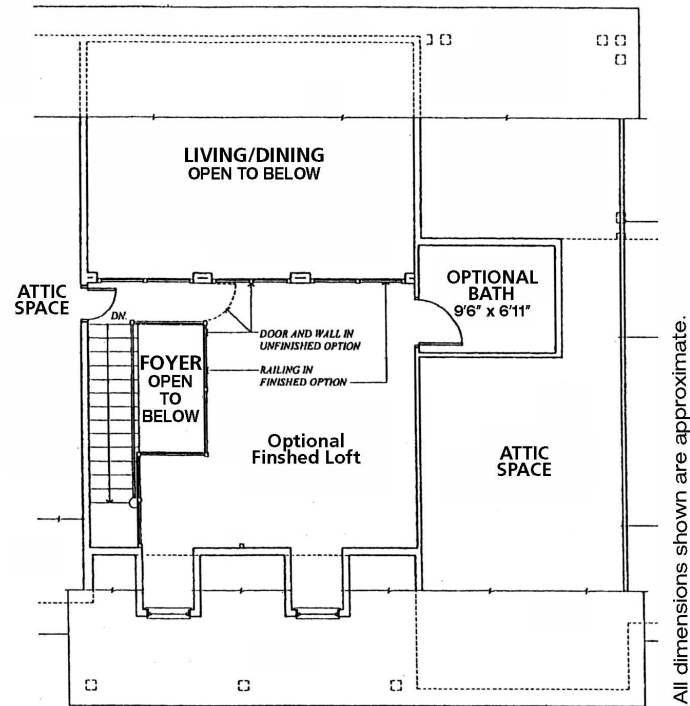 LIVING/DINING
OPEN TO BELOW
ATTIC
SPACE
OPTIONAL
BATH
9'6" x 6'11"
DN.
DOOR AND WALL IN
UNFINISHED OPTION
FOYER
OPEN
TO
BELOW
RAILING IN
FINISHED OPTION
Optional
Finshed Loft
ATTIC
SPACE
All dimensions shown are approximate.